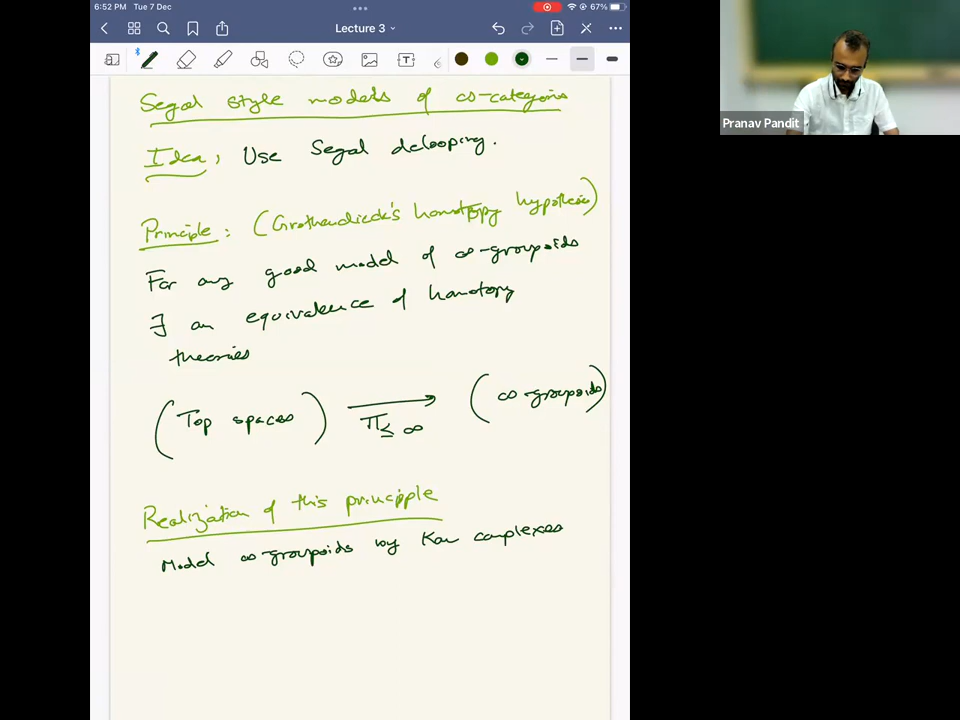 6:52 PM Tue 7 Dec
67%
Lecture 3
Pranav Pandit
Segal style models of ∞-categories
Idea: Use Segal delooping.
Principle: (Grothendieck's homotopy hypothesis)
For any good model of ∞-groupoids
∃ an equivalence of homotopy
theories
(Top spaces) → (∞-groupoids)
π≤∞
Realization of this principple
Model ∞-groupoids by Kan complexes